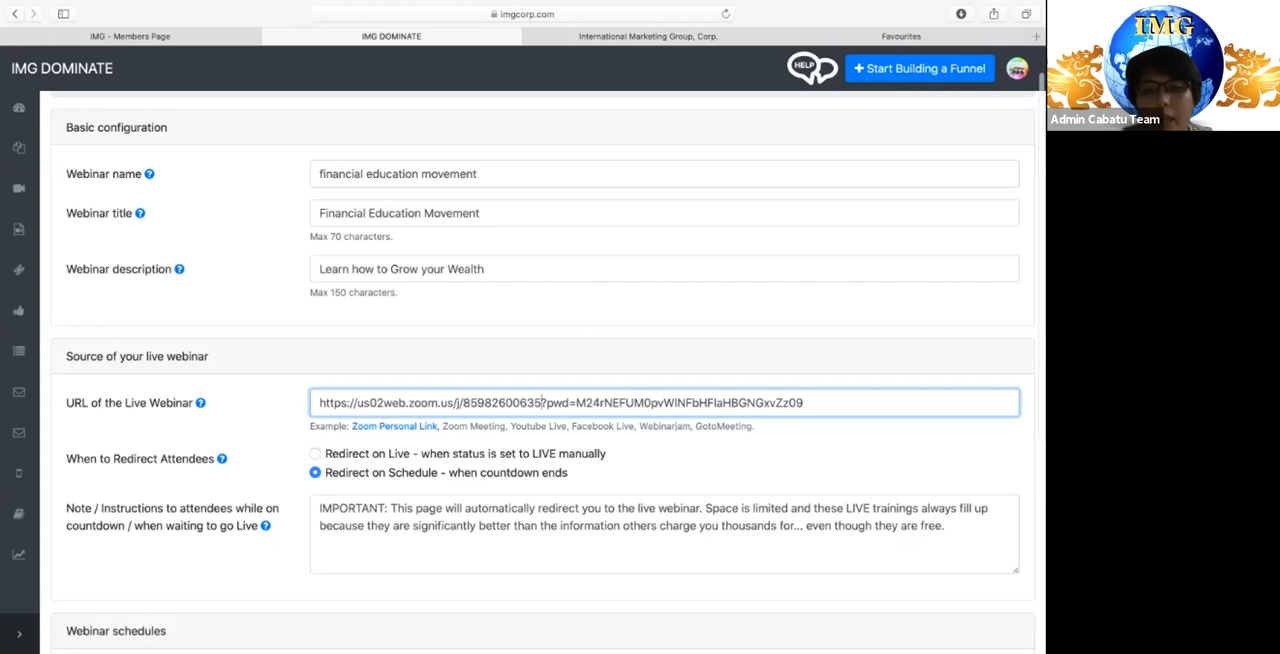 imgcorp.com
IMG - Members Page
IMG DOMINATE
International Marketing Group, Corp.
Favourites
IMG
Admin Cabatu Team
IMG DOMINATE
HELP
Start Building a Funnel
Basic configuration
Webinar name
financial education movement
Webinar title
Financial Education Movement
Max 70 characters.
Webinar description
Learn how to Grow your Wealth
Max 150 characters.
Source of your live webinar
URL of the Live Webinar
https://us02web.zoom.us/j/85982600635?pwd=M24rNEFUM0pvWlNFbHFIaHBGNGxvZz09
Example: Zoom Personal Link, Zoom Meeting, Youtube Live, Facebook Live, Webinarjam, GotoMeeting.
When to Redirect Attendees
Redirect on Live - when status is set to LIVE manually
Redirect on Schedule - when countdown ends
Note / Instructions to attendees while on
countdown / when waiting to go Live
IMPORTANT: This page will automatically redirect you to the live webinar. Space is limited and these LIVE trainings always fill up
because they are significantly better than the information others charge you thousands for... even though they are free.
Webinar schedules